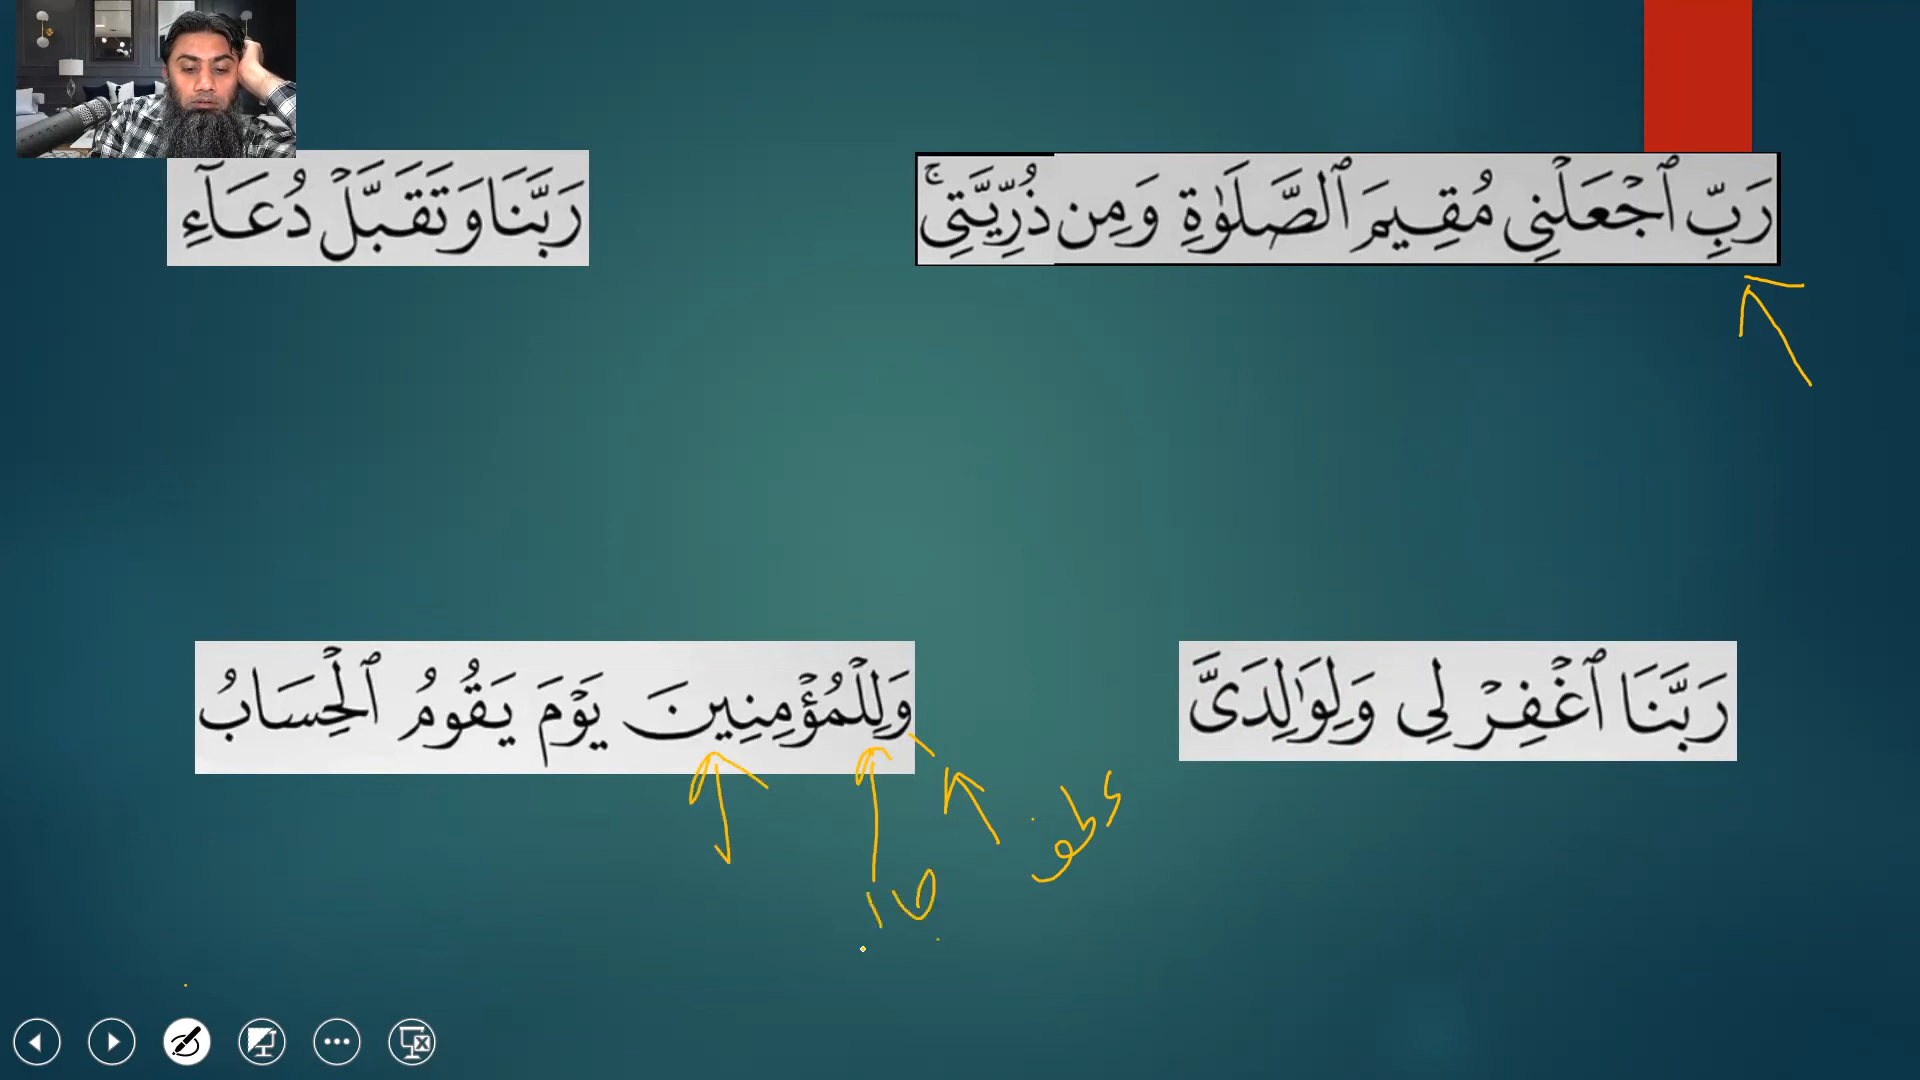 رَبِّ ٱجْعَلْنِى مُقِيمَ ٱلصَّلَوٰةِ وَمِن ذُرِّيَّتِى ۚ
رَبَّنَا وَتَقَبَّلْ دُعَآءِ
رَبَّنَا ٱغْفِرْ لِى وَلِوَٰلِدَىَّ
وَلِلْمُؤْمِنِينَ يَوْمَ يَقُومُ ٱلْحِسَابُ